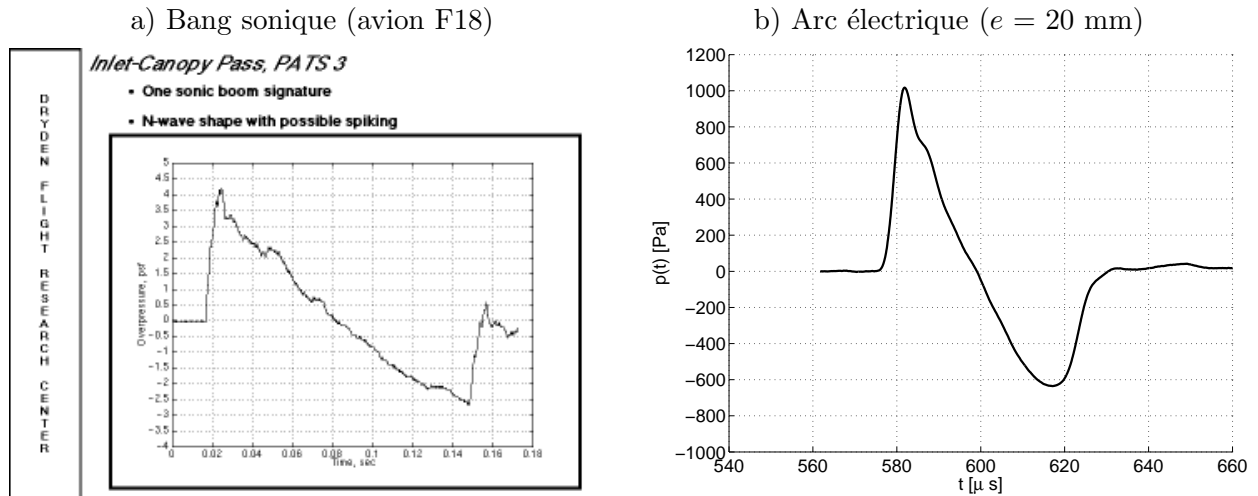 a) Bang sonique (avion F18)
b) Arc électrique (e = 20 mm)
DRYDEN FLIGHT RESEARCH CENTER
Inlet-Canopy Pass, PATS 3
• One sonic boom signature
• N-wave shape with possible spiking
5
4.5
4
3.5
3
2.5
2
1.5
1
0.5
0
−0.5
−1
−1.5
−2
−2.5
−3
−3.5
−4
Overpressure, psf
0 0.02 0.04 0.06 0.08 0.1 0.12 0.14 0.16 0.18
Time, sec
1200
1000
800
600
400
200
0
−200
−400
−600
−800
−1000
p(t) [Pa]
540 560 580 600 620 640 660
t [μ s]